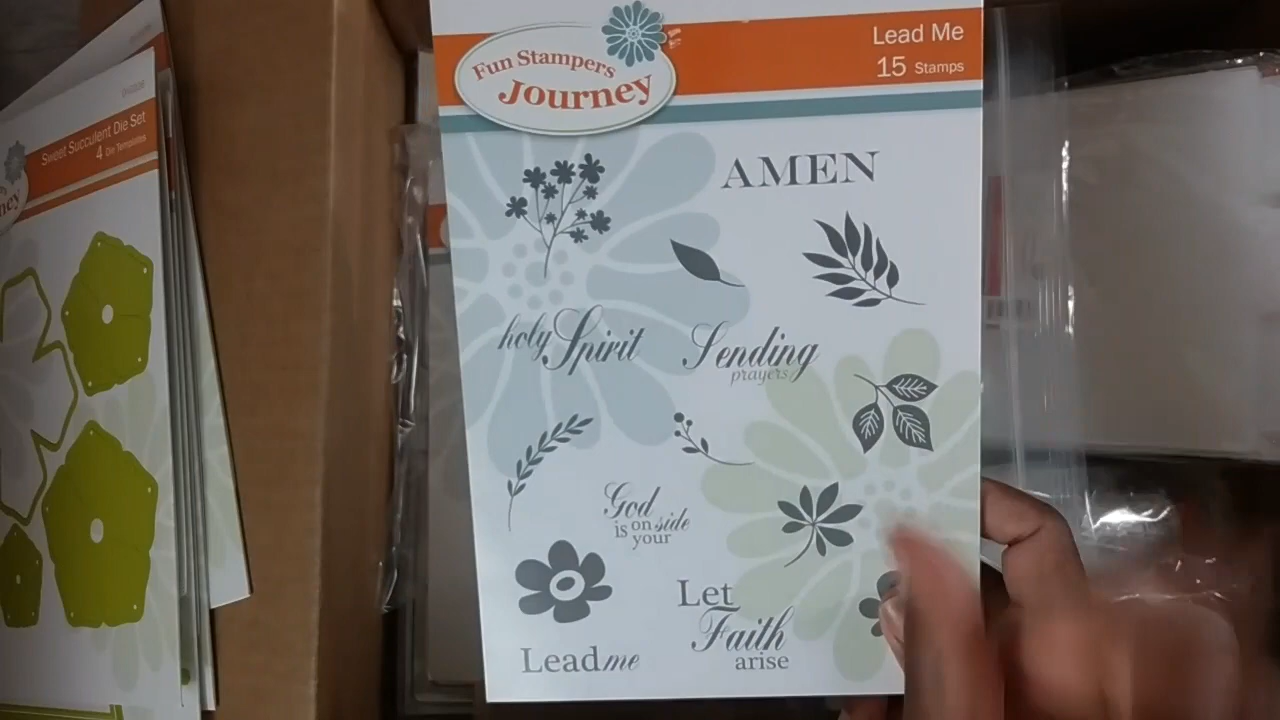 Fun Stampers
Journey
Lead Me
15 Stamps
AMEN
holy Spirit
Sending
prayers
God
is on side
your
Let
Faith
arise
Lead me
Sweet Succulent Die Set
4 Die Templates
ney